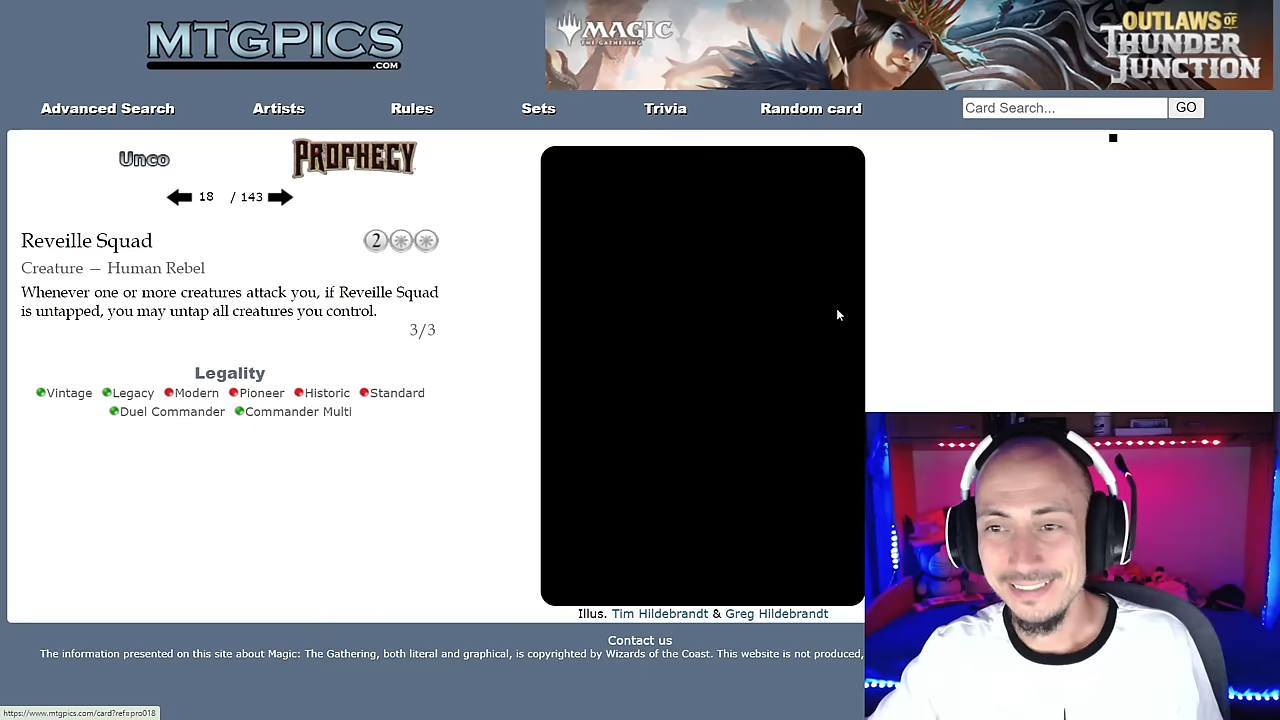 MTGPICS
.COM
MAGIC
THE GATHERING
OUTLAWS OF
THUNDER
JUNCTION
Advanced Search
Artists
Rules
Sets
Trivia
Random card
Card Search...
GO
Unco
PROPHECY
18 / 143
Reveille Squad
2
Creature — Human Rebel
Whenever one or more creatures attack you, if Reveille Squad
is untapped, you may untap all creatures you control.
3/3
Legality
Vintage Legacy Modern Pioneer Historic Standard
Duel Commander Commander Multi
Illus. Tim Hildebrandt & Greg Hildebrandt
Contact us
The information presented on this site about Magic: The Gathering, both literal and graphical, is copyrighted by Wizards of the Coast. This website is not produced,
https://www.mtgpics.com/card?ref=pro018